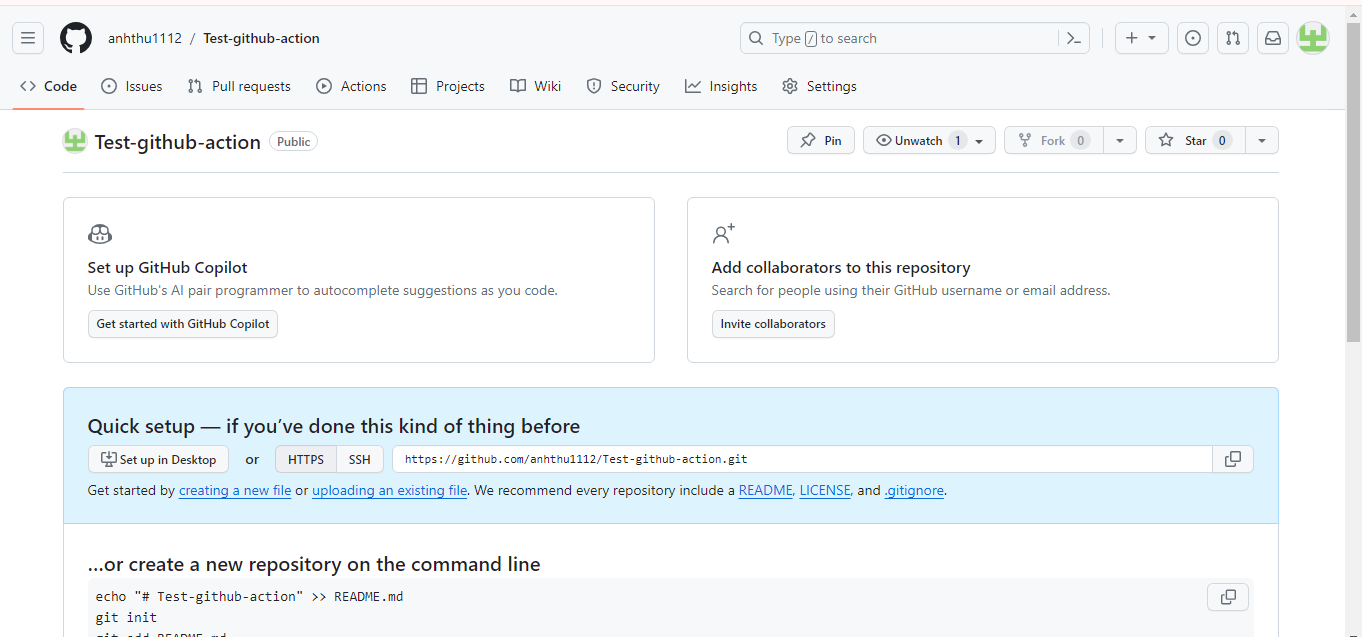 anhthu1112 / Test-github-action
Type / to search
Code Issues Pull requests Actions Projects Wiki Security Insights Settings
Test-github-action Public
Pin Unwatch 1 Fork 0 Star 0
Set up GitHub Copilot
Use GitHub's AI pair programmer to autocomplete suggestions as you code.
Get started with GitHub Copilot
Add collaborators to this repository
Search for people using their GitHub username or email address.
Invite collaborators
Quick setup — if you’ve done this kind of thing before
Set up in Desktop or HTTPS SSH https://github.com/anhthu1112/Test-github-action.git
Get started by creating a new file or uploading an existing file. We recommend every repository include a README, LICENSE, and .gitignore.
…or create a new repository on the command line
echo "# Test-github-action" >> README.md
git init
git add README.md